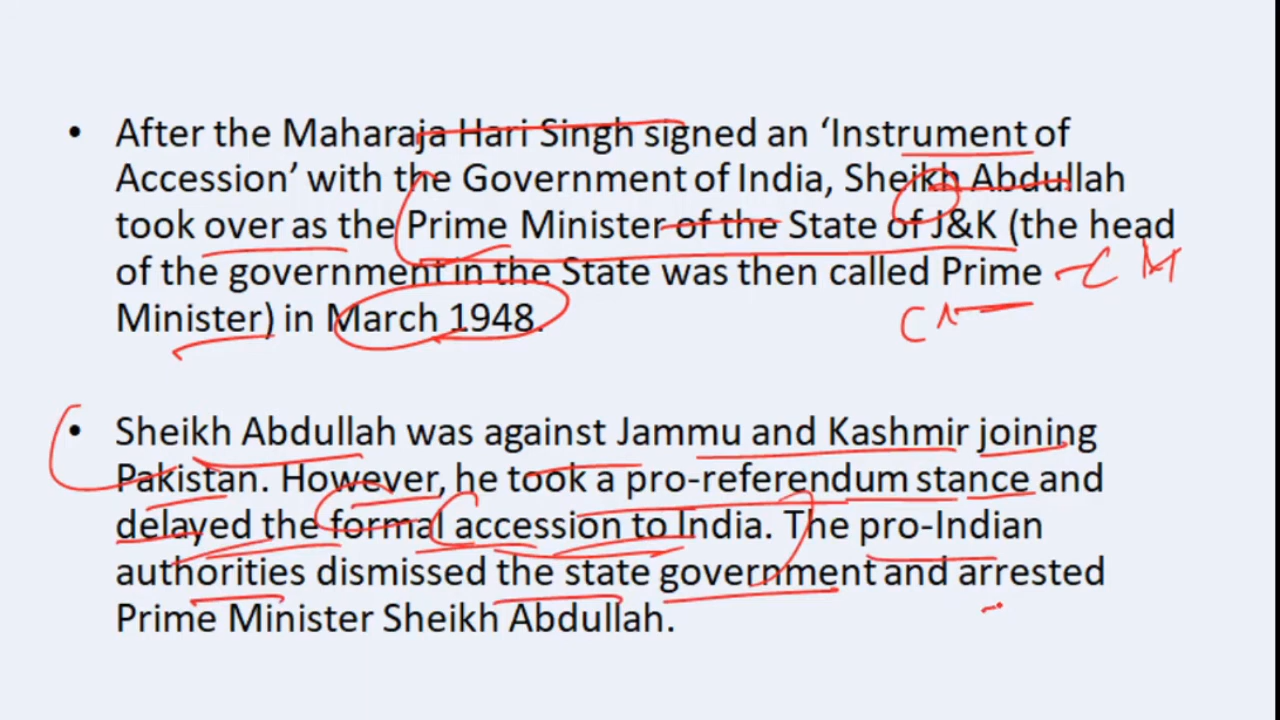 • After the Maharaja Hari Singh signed an ‘Instrument of
Accession’ with the Government of India, Sheikh Abdullah
took over as the Prime Minister of the State of J&K (the head
of the government in the State was then called Prime CM
Minister) in March 1948.
CM
• Sheikh Abdullah was against Jammu and Kashmir joining
Pakistan. However, he took a pro-referendum stance and
delayed the formal accession to India. The pro-Indian
authorities dismissed the state government and arrested
Prime Minister Sheikh Abdullah.